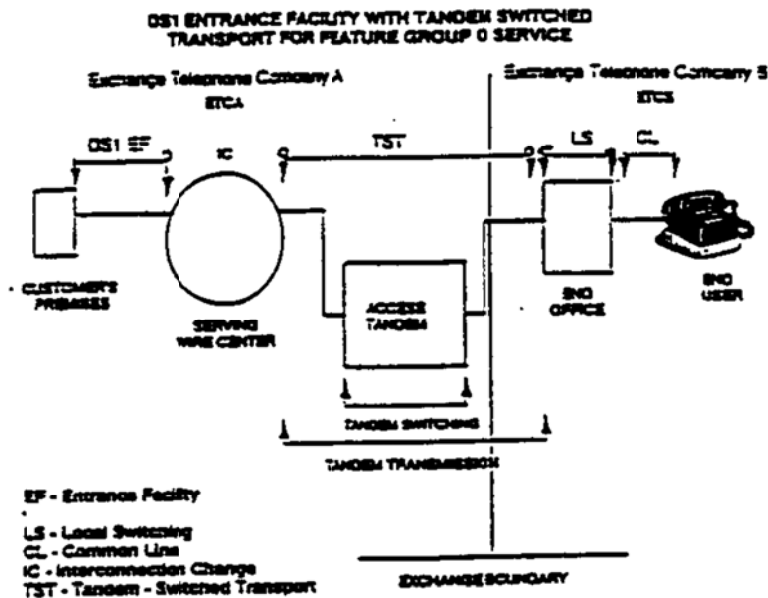 DS1 ENTRANCE FACILITY WITH TANDEM SWITCHED
TRANSPORT FOR FEATURE GROUP D SERVICE
Exchange Telephone Company A
ETCA
Exchange Telephone Company B
ETCB
DS1 EF
IC
TST
LS
CL
CUSTOMER'S
PREMISES
SERVING
WIRE CENTER
ACCESS
TANDEM
END
OFFICE
END
USER
TANDEM SWITCHING
TANDEM TRANSMISSION
EF - Entrance Facility
LS - Local Switching
CL - Common Line
IC - Interconnection Change
TST - Tandem - Switched Transport
EXCHANGE BOUNDARY